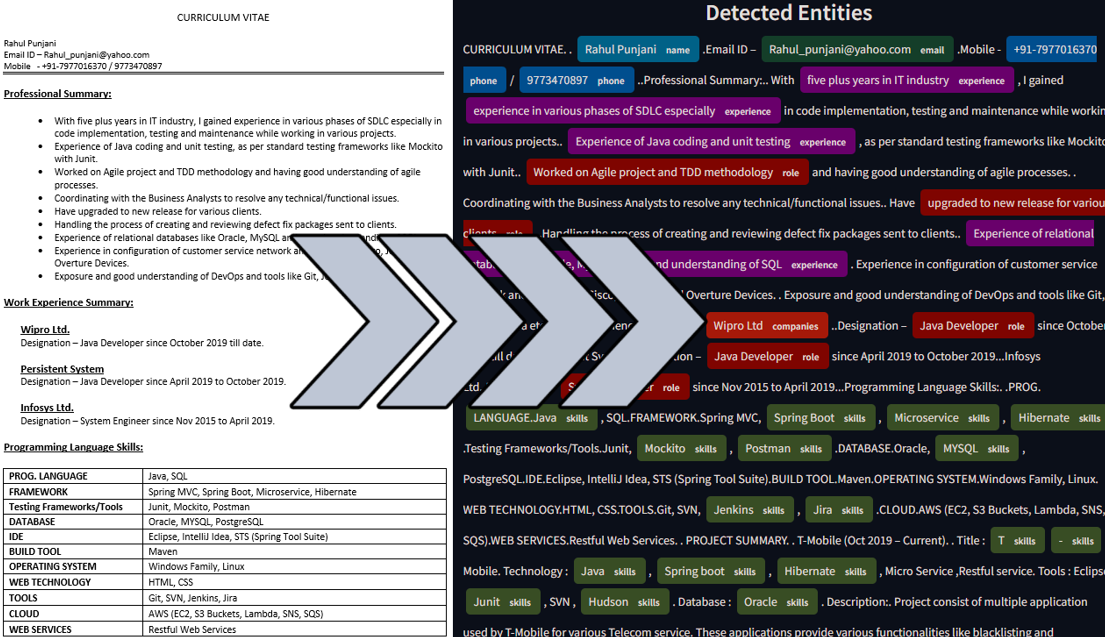 CURRICULUM VITAE
Rahul Punjani
Email ID – Rahul_punjani@yahoo.com
Mobile - +91-7977016370 / 9773470897
Professional Summary:
• With five plus years in IT industry, I gained experience in various phases of SDLC especially in
code implementation, testing and maintenance while working in various projects.
• Experience of Java coding and unit testing, as per standard testing frameworks like Mockito
with Junit.
• Worked on Agile project and TDD methodology and having good understanding of agile
processes.
• Coordinating with the Business Analysts to resolve any technical/functional issues.
• Have upgraded to new release for various clients.
• Handling the process of creating and reviewing defect fix packages sent to clients.
• Experience of relational databases like Oracle, MySQL
• Experience in configuration of customer service network
Overture Devices.
• Exposure and good understanding of DevOps and tools like Git,
Work Experience Summary:
Wipro Ltd.
Designation – Java Developer since October 2019 till date.
Persistent System
Designation – Java Developer since April 2019 to October 2019.
Infosys Ltd.
Designation – System Engineer since Nov 2015 to April 2019.
Programming Language Skills:
PROG. LANGUAGE Java, SQL
FRAMEWORK Spring MVC, Spring Boot, Microservice, Hibernate
Testing Frameworks/Tools Junit, Mockito, Postman
DATABASE Oracle, MYSQL, PostgreSQL
IDE Eclipse, IntelliJ Idea, STS (Spring Tool Suite)
BUILD TOOL Maven
OPERATING SYSTEM Windows Family, Linux
WEB TECHNOLOGY HTML, CSS
TOOLS Git, SVN, Jenkins, Jira
CLOUD AWS (EC2, S3 Buckets, Lambda, SNS, SQS)
WEB SERVICES Restful Web Services
Detected Entities
CURRICULUM VITAE. . Rahul Punjani name .Email ID – Rahul_punjani@yahoo.com email .Mobile - +91-7977016370
phone / 9773470897 phone ..Professional Summary:.. With five plus years in IT industry experience , I gained
experience in various phases of SDLC especially experience in code implementation, testing and maintenance while
in various projects.. Experience of Java coding and unit testing experience , as per standard testing frameworks like
with Junit.. Worked on Agile project and TDD methodology role and having good understanding of agile processes. .
Coordinating with the Business Analysts to resolve any technical/functional issues.. Have upgraded to new release for
clients role . Handling the process of creating and reviewing defect fix packages sent to clients.. Experience of relational
and understanding of SQL experience . Experience in configuration of customer service
Overture Devices. . Exposure and good understanding of DevOps and tools like Git,
Wipro Ltd companies ..Designation – Java Developer role since
Java Developer role since April 2019 to October 2019...Infosys
role since Nov 2015 to April 2019...Programming Language Skills:. .PROG.
LANGUAGE.Java skills , SQL.FRAMEWORK.Spring MVC, Spring Boot skills , Microservice skills , Hibernate skills
.Testing Frameworks/Tools.Junit, Mockito skills , Postman skills .DATABASE.Oracle, MYSQL skills ,
PostgreSQL.IDE.Eclipse, IntelliJ Idea, STS (Spring Tool Suite).BUILD TOOL.Maven.OPERATING SYSTEM.Windows Family, Linux.
WEB TECHNOLOGY.HTML, CSS.TOOLS.Git, SVN, Jenkins skills , Jira skills .CLOUD.AWS (EC2, S3 Buckets, Lambda, SNS,
SQS).WEB SERVICES.Restful Web Services. . PROJECT SUMMARY. . T-Mobile (Oct 2019 – Current). . Title : T skills - skills
Mobile. Technology : Java skills , Spring boot skills , Hibernate skills , Micro Service ,Restful service. Tools :
Junit skills , SVN , Hudson skills . Database : Oracle skills . Description:. Project consist of multiple application
used by T-Mobile for various Telecom service. These applications provide various functionalities like blacklisting and